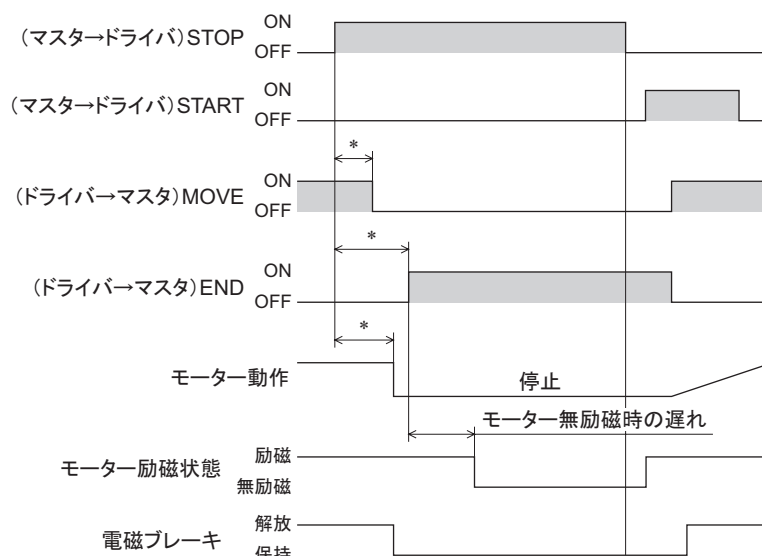 ON
(マスタ→ドライバ)STOP
OFF
ON
(マスタ→ドライバ)START
OFF
*
ON
(ドライバ→マスタ)MOVE
OFF
*
ON
(ドライバ→マスタ)END
OFF
*
モーター動作
停止
モーター無励磁時の遅れ
励磁
モーター励磁状態
無励磁
解放
電磁ブレーキ
保持